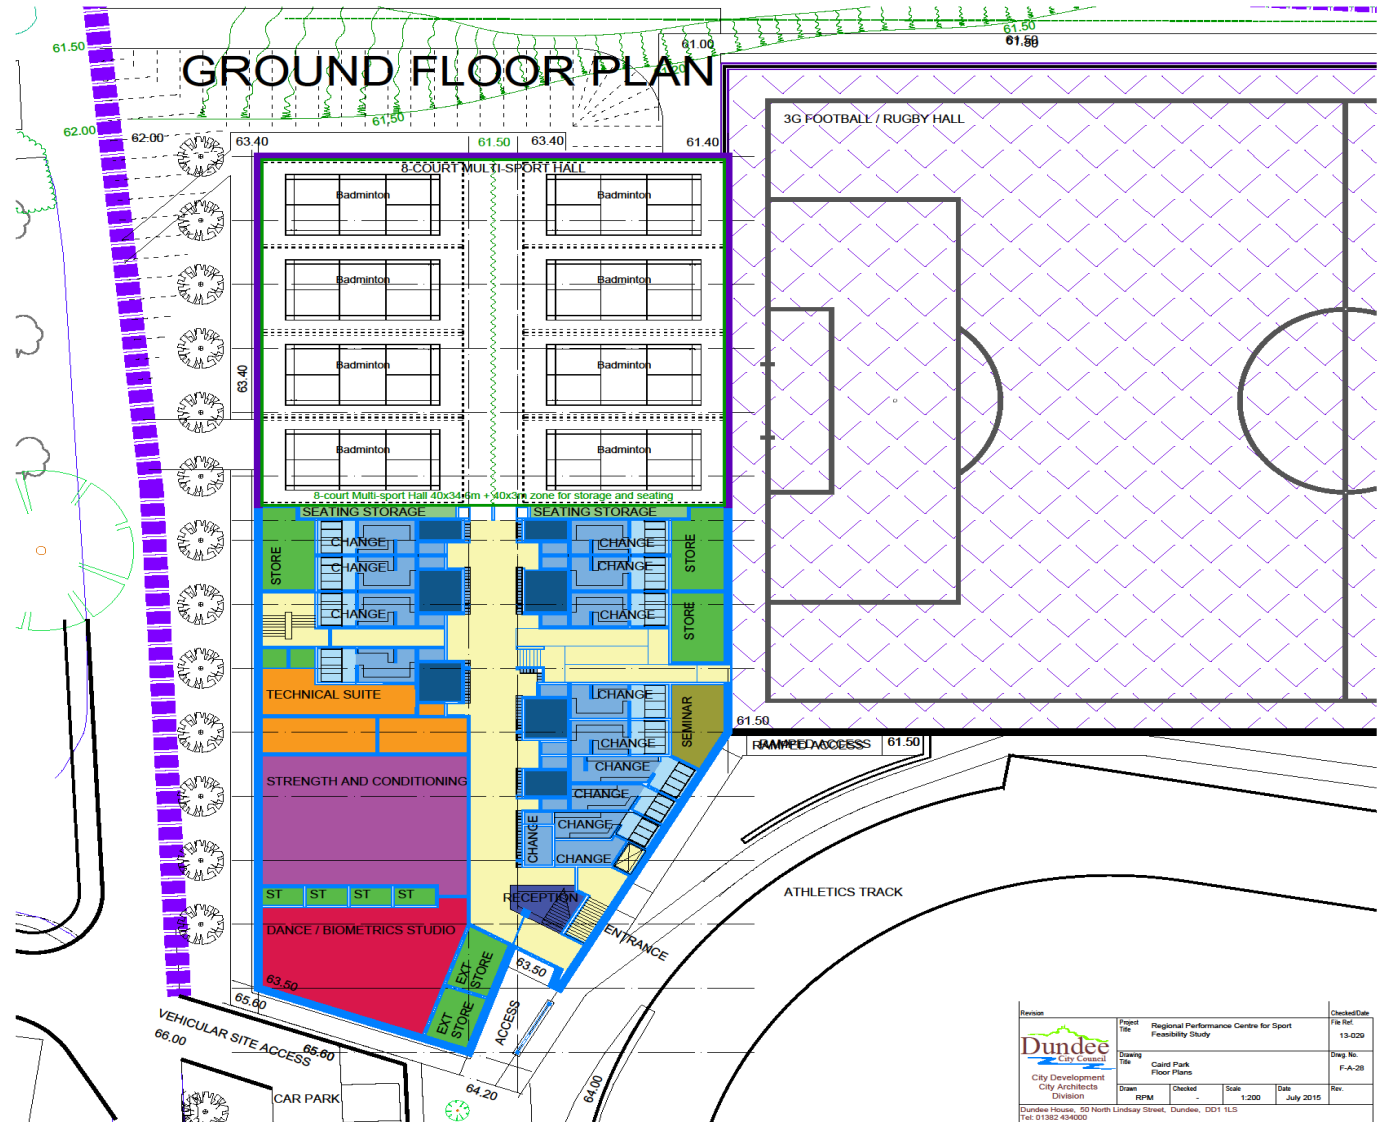 61.50
61.00
61.50
61.50
GROUND FLOOR PLAN
62.00
62.00
61.50
63.40
61.50
63.40
61.40
3G FOOTBALL / RUGBY HALL
8-COURT MULTI-SPORT HALL
Badminton
Badminton
Badminton
Badminton
63.40
Badminton
Badminton
Badminton
Badminton
8-court Multi-sport Hall 40x34.6m + 40x3m zone for storage and seating
SEATING STORAGE
SEATING STORAGE
STORE
CHANGE
CHANGE
STORE
CHANGE
CHANGE
CHANGE
CHANGE
STORE
TECHNICAL SUITE
CHANGE
SEMINAR
61.50
CHANGE
RAMPED ACCESS
61.50
STRENGTH AND CONDITIONING
CHANGE
CHANGE
CHANGE
CHANGE
CHANGE
ST
ST
ST
ST
RECEPTION
ATHLETICS TRACK
DANCE / BIOMETRICS STUDIO
ENTRANCE
EXT STORE
63.50
63.50
EXT STORE
ACCESS
65.60
VEHICULAR SITE ACCESS
66.00
65.60
64.20
64.00
CAR PARK
Revision
Checked/Date
Dundee
City Council
City Development
City Architects
Division
Project Title
Regional Performance Centre for Sport
Feasibility Study
File Ref.
13-029
Drawing Title
Caird Park
Floor Plans
Drwg. No.
F-A-28
Drawn
RPM
Checked
-
Scale
1:200
Date
July 2015
Rev.
Dundee House, 50 North Lindsay Street, Dundee, DD1 1LS
Tel: 01382 434000